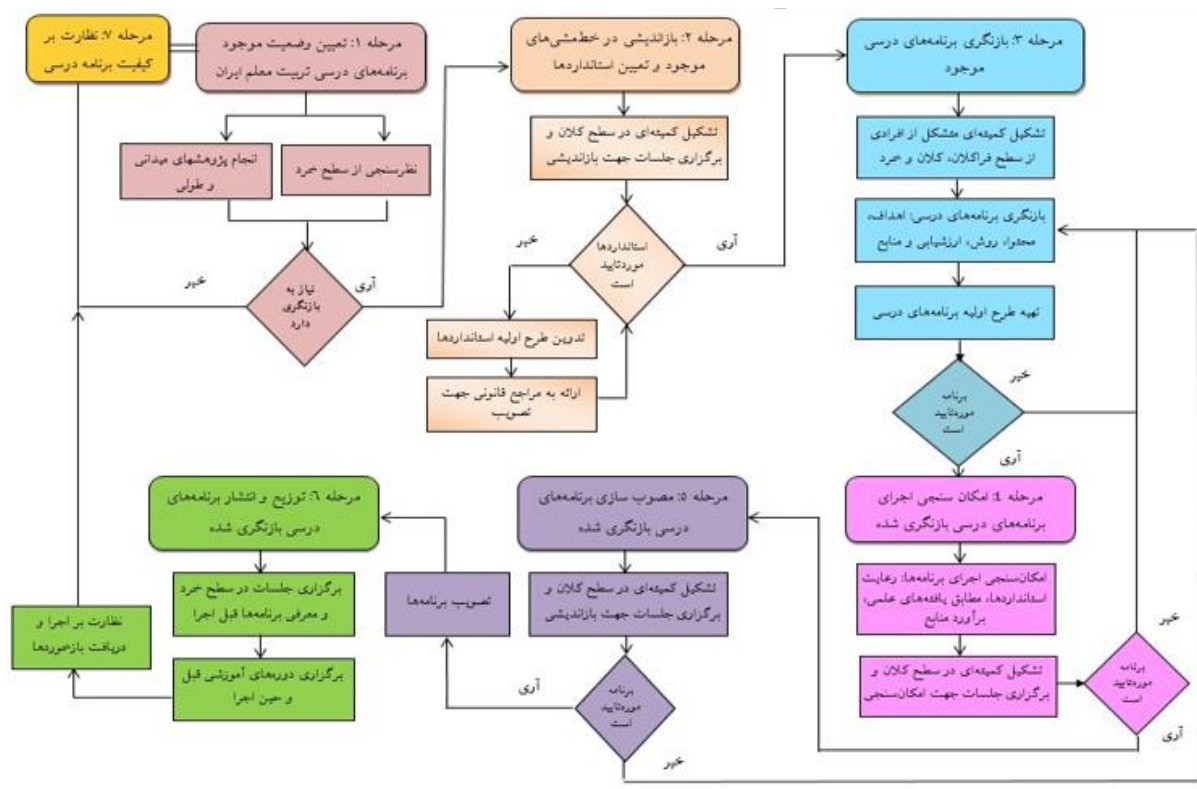 مرحله ۷: نظارت بر
کیفیت برنامه درسی
مرحله ۱: تعیین وضعیت موجود
برنامه‌های درسی تربیت معلم ایران
انجام پژوهشهای میدانی
و طولی
نظرسنجی از سطح خرد
نیاز به
بازنگری
دارد
خیر
آری
مرحله ۲: بازاندیشی در خط‌مشی‌های
موجود و تعیین استانداردها
تشکیل کمیته‌ای در سطح کلان و
برگزاری جلسات جهت بازاندیشی
استانداردها
موردتایید
است
خیر
آری
تدوین طرح اولیه استانداردها
ارائه به مراجع قانونی جهت
تصویب
مرحله ۳: بازنگری برنامه‌های درسی
موجود
تشکیل کمیته‌ای متشکل از افرادی
از سطح فراکلان، کلان و خرد
بازنگری برنامه‌های درسی: اهداف،
محتوا، روش، ارزشیابی و منابع
تهیه طرح اولیه برنامه‌های درسی
برنامه
موردتایید
است
خیر
آری
مرحله ٤: امکان سنجی اجرای
برنامه‌های درسی بازنگری شده
امکان‌سنجی اجرای برنامه‌ها: رعایت
استانداردها، مطابق یافته‌های علمی،
برآورد منابع
تشکیل کمیته‌ای در سطح کلان و
برگزاری جلسات جهت امکان‌سنجی
برنامه
موردتایید
است
خیر
آری
مرحله ۵: مصوب سازی برنامه‌های
درسی بازنگری شده
تشکیل کمیته‌ای در سطح کلان و
برگزاری جلسات جهت بازاندیشی
برنامه
موردتایید
است
خیر
آری
تصویب برنامه‌ها
مرحله ٦: توزیع و انتشار برنامه‌های
درسی بازنگری شده
برگزاری جلسات در سطح خرد
و معرفی برنامه‌ها قبل اجرا
برگزاری دوره‌های آموزشی قبل
و حین اجرا
نظارت بر اجرا و
دریافت بازخوردها